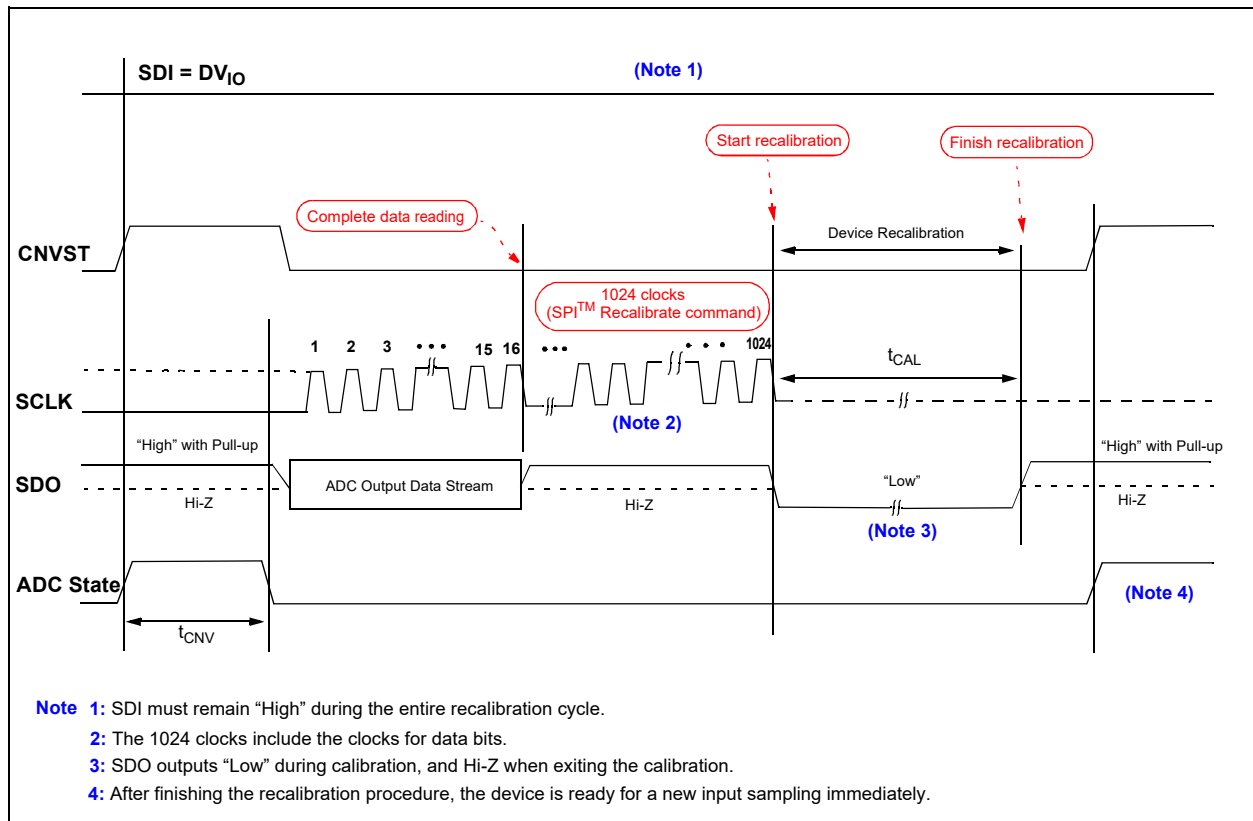 SDI = DVIO
(Note 1)
Start recalibration
Finish recalibration
Complete data reading
Device Recalibration
CNVST
1024 clocks
(SPI™ Recalibrate command)
1 2 3 • • • 15 16 • • • • • • 1024
tCAL
SCLK
(Note 2)
“High” with Pull-up
“High” with Pull-up
SDO
ADC Output Data Stream
“Low”
Hi-Z
Hi-Z
Hi-Z
(Note 3)
ADC State
(Note 4)
tCNV
Note 1: SDI must remain “High” during the entire recalibration cycle.
2: The 1024 clocks include the clocks for data bits.
3: SDO outputs “Low” during calibration, and Hi-Z when exiting the calibration.
4: After finishing the recalibration procedure, the device is ready for a new input sampling immediately.